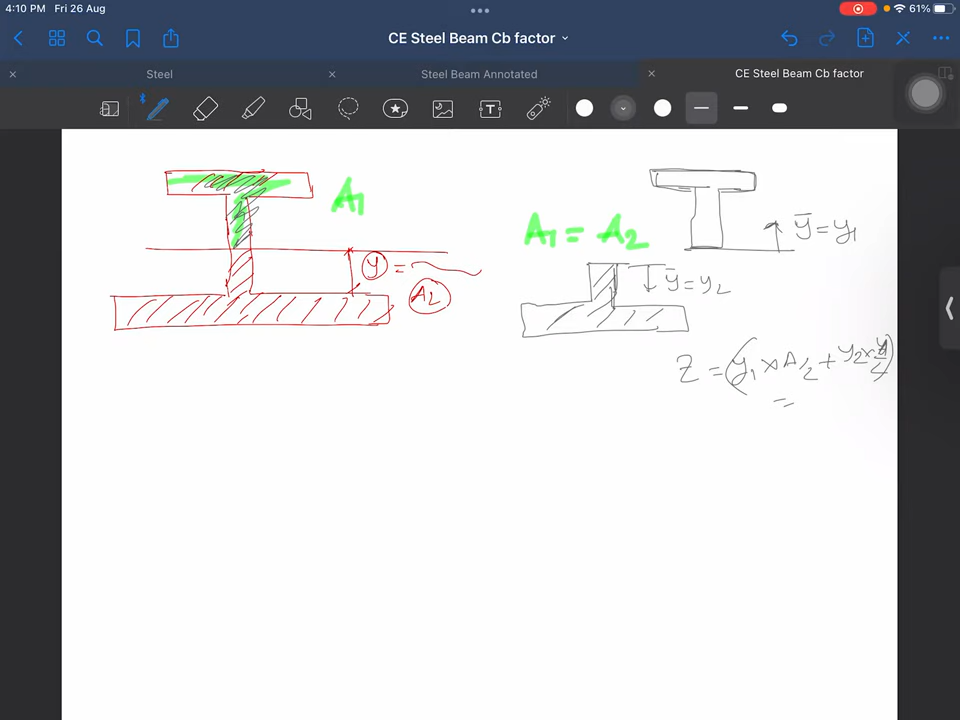 4:10 PM Fri 26 Aug
61%
CE Steel Beam Cb factor
Steel
Steel Beam Annotated
CE Steel Beam Cb factor
T
A1
A1 = A2
ȳ = y1
y =
A2
ȳ = y2
Z = (y1 × A/2 + y2 ×
=